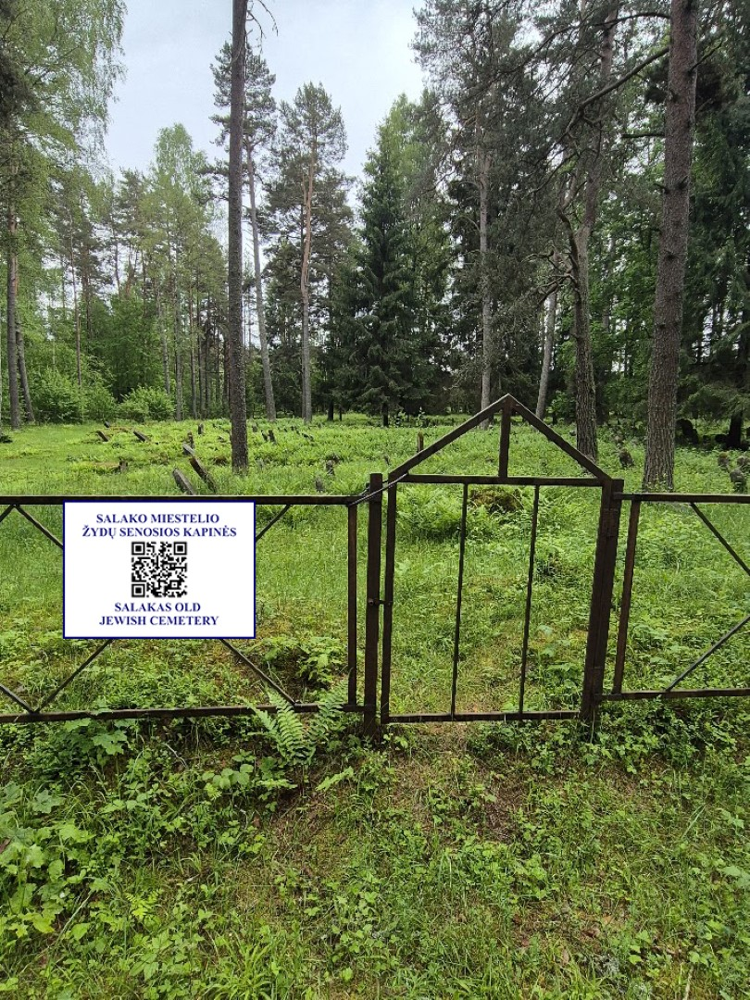 SALAKO MIESTELIO
ŽYDŲ SENOSIOS KAPINĖS
SALAKAS OLD
JEWISH CEMETERY